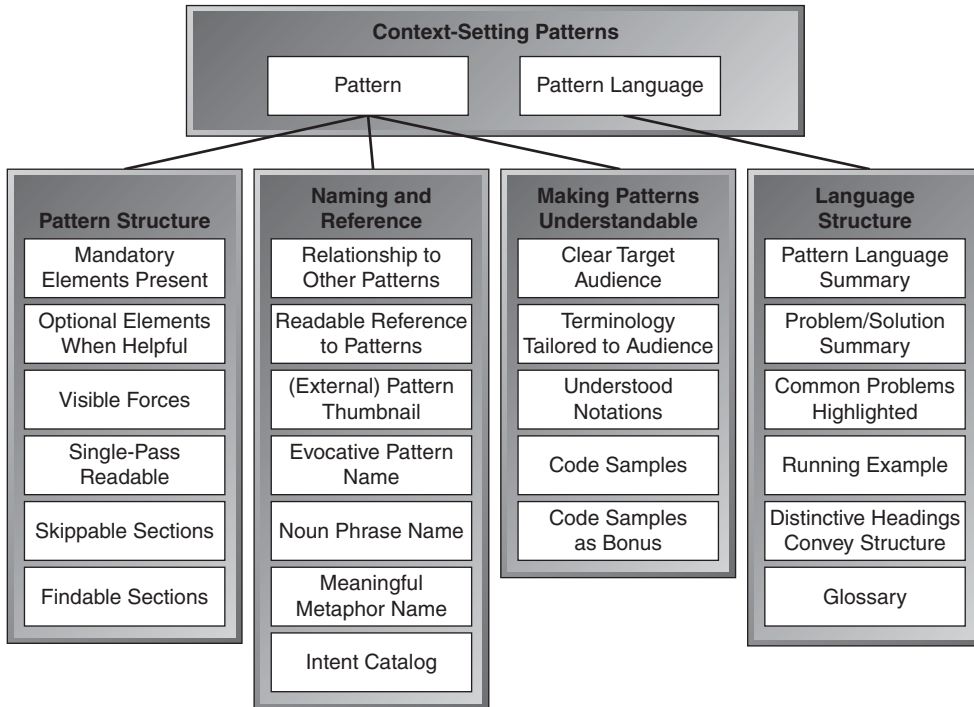 Context-Setting Patterns
Pattern
Pattern Language
Pattern Structure
Mandatory
Elements Present
Optional Elements
When Helpful
Visible Forces
Single-Pass
Readable
Skippable Sections
Findable Sections
Naming and
Reference
Relationship to
Other Patterns
Readable Reference
to Patterns
(External) Pattern
Thumbnail
Evocative Pattern
Name
Noun Phrase Name
Meaningful
Metaphor Name
Intent Catalog
Making Patterns
Understandable
Clear Target
Audience
Terminology
Tailored to Audience
Understood
Notations
Code Samples
Code Samples
as Bonus
Language
Structure
Pattern Language
Summary
Problem/Solution
Summary
Common Problems
Highlighted
Running Example
Distinctive Headings
Convey Structure
Glossary